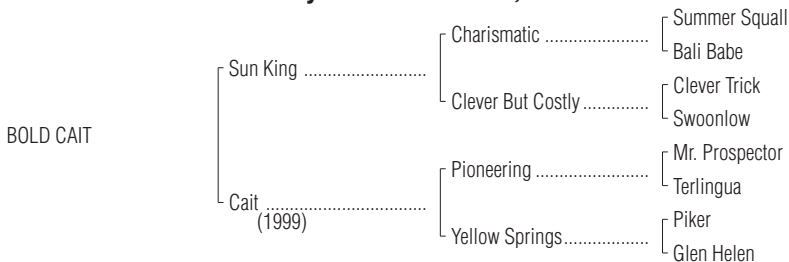 Summer Squall
Charismatic ......................
Bali Babe
Sun King ..........................
Clever Trick
Clever But Costly ..............
Swoonlow
BOLD CAIT
Mr. Prospector
Pioneering ........................
Terlingua
Cait ..................................
(1999)
Piker
Yellow Springs..................
Glen Helen